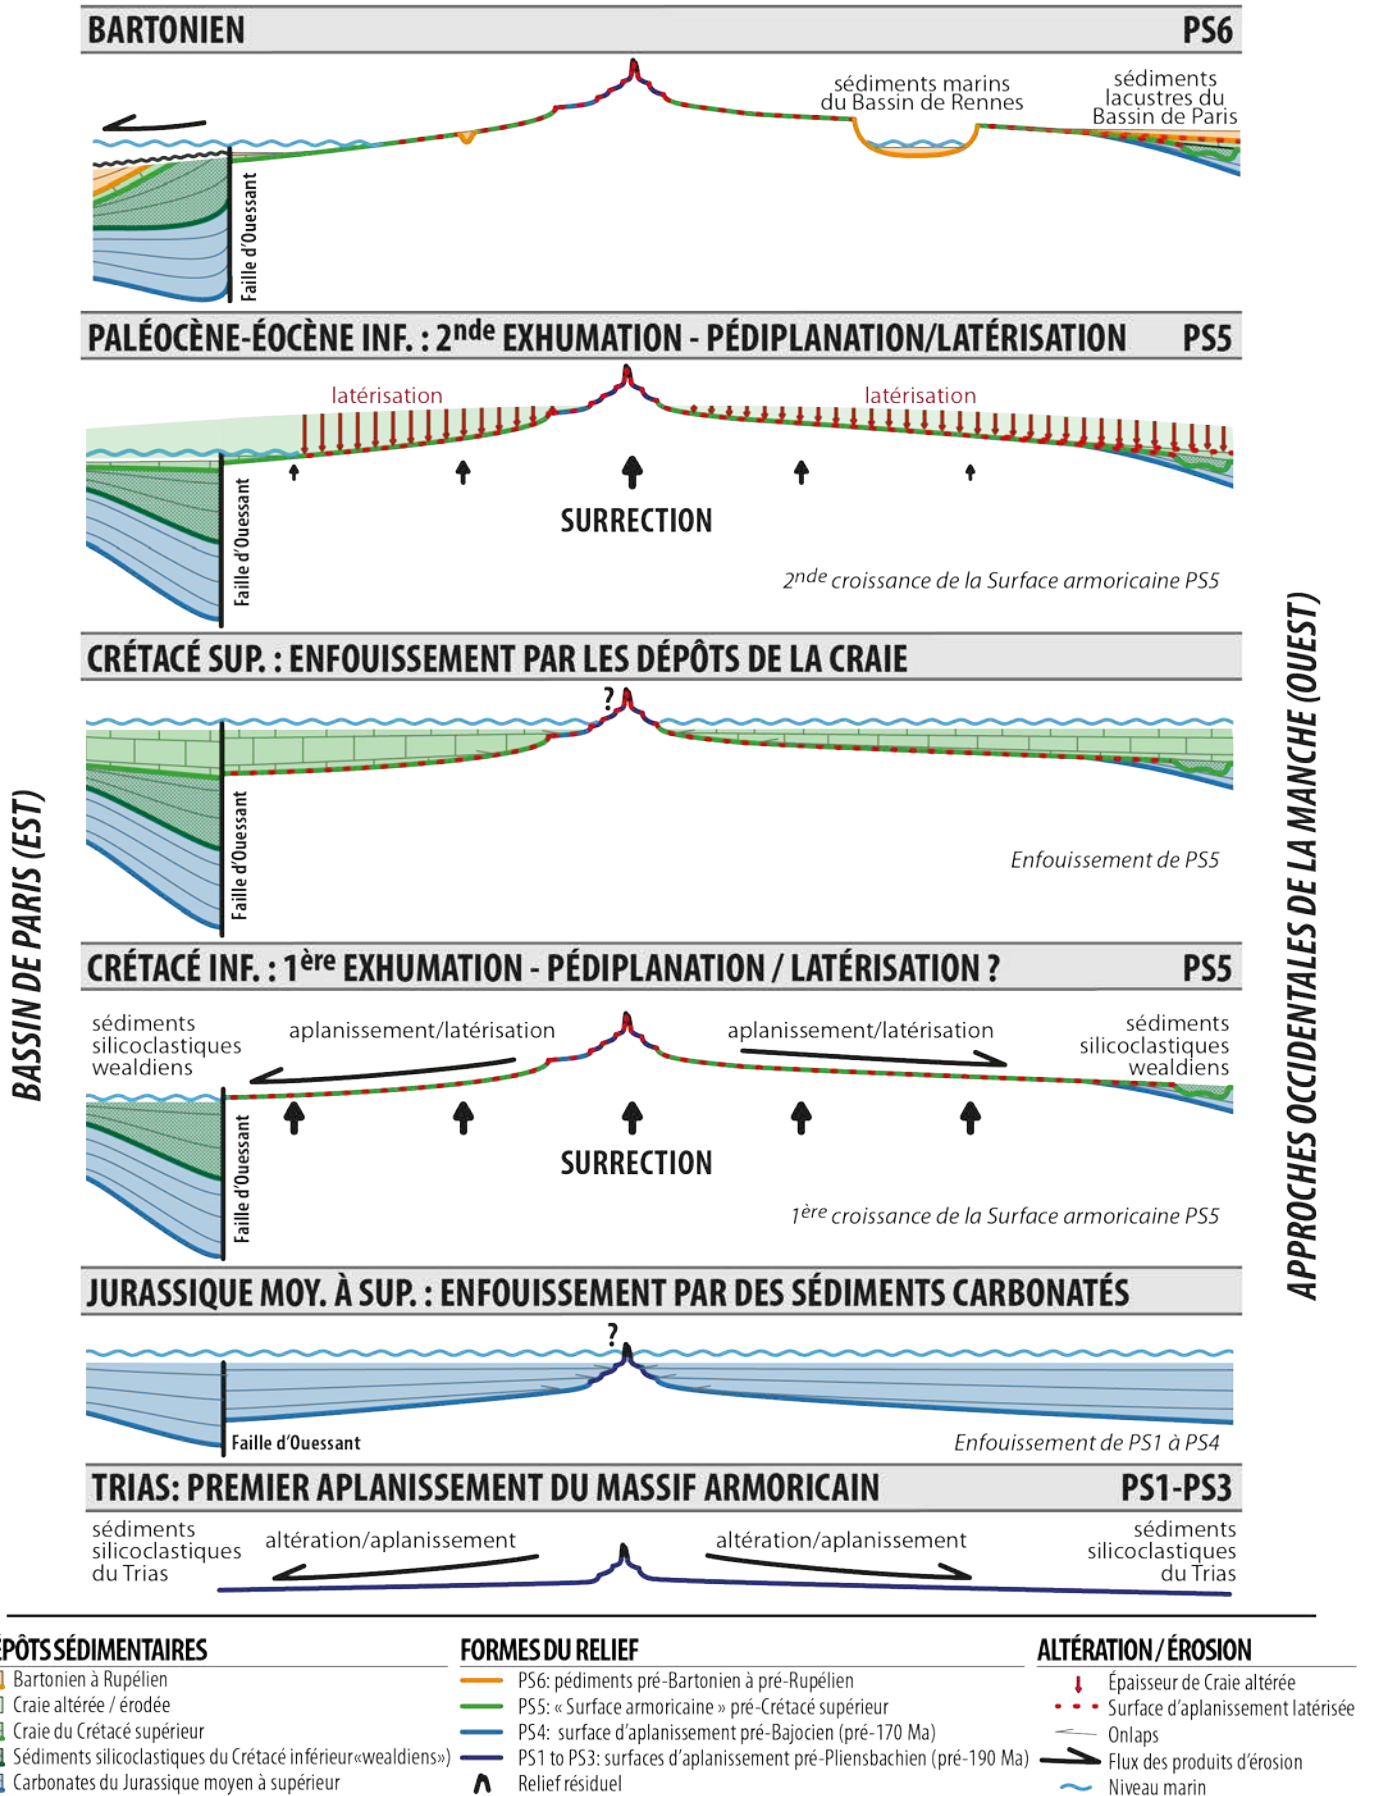 BARTONIEN PS6
sédiments marins
du Bassin de Rennes
sédiments
lacustres du
Bassin de Paris
Faille d'Ouessant
PALÉOCÈNE-ÉOCÈNE INF. : 2nde EXHUMATION - PÉDIPLANATION/LATÉRISATION PS5
latérisation
latérisation
Faille d'Ouessant
SURRECTION
2nde croissance de la Surface armoricaine PS5
CRÉTACÉ SUP. : ENFOUISSEMENT PAR LES DÉPÔTS DE LA CRAIE
?
Faille d'Ouessant
Enfouissement de PS5
BASSIN DE PARIS (EST)
APPROCHES OCCIDENTALES DE LA MANCHE (OUEST)
CRÉTACÉ INF. : 1ère EXHUMATION - PÉDIPLANATION / LATÉRISATION ? PS5
sédiments
silicoclastiques
wealdiens
aplanissement/latérisation
aplanissement/latérisation
sédiments
silicoclastiques
wealdiens
Faille d'Ouessant
SURRECTION
1ère croissance de la Surface armoricaine PS5
JURASSIQUE MOY. À SUP. : ENFOUISSEMENT PAR DES SÉDIMENTS CARBONATÉS
?
Faille d'Ouessant
Enfouissement de PS1 à PS4
TRIAS: PREMIER APLANISSEMENT DU MASSIF ARMORICAIN PS1-PS3
sédiments
silicoclastiques
du Trias
altération/aplanissement
altération/aplanissement
sédiments
silicoclastiques
du Trias
ÉPÔTS SÉDIMENTAIRES
Bartonien à Rupélien
Craie altérée / érodée
Craie du Crétacé supérieur
Sédiments silicoclastiques du Crétacé inférieur«wealdiens»)
Carbonates du Jurassique moyen à supérieur
FORMES DU RELIEF
PS6: pédiments pré-Bartonien à pré-Rupélien
PS5: « Surface armoricaine » pré-Crétacé supérieur
PS4: surface d'aplanissement pré-Bajocien (pré-170 Ma)
PS1 to PS3: surfaces d'aplanissement pré-Pliensbachien (pré-190 Ma)
Relief résiduel
ALTÉRATION / ÉROSION
Épaisseur de Craie altérée
Surface d'aplanissement latérisée
Onlaps
Flux des produits d'érosion
Niveau marin